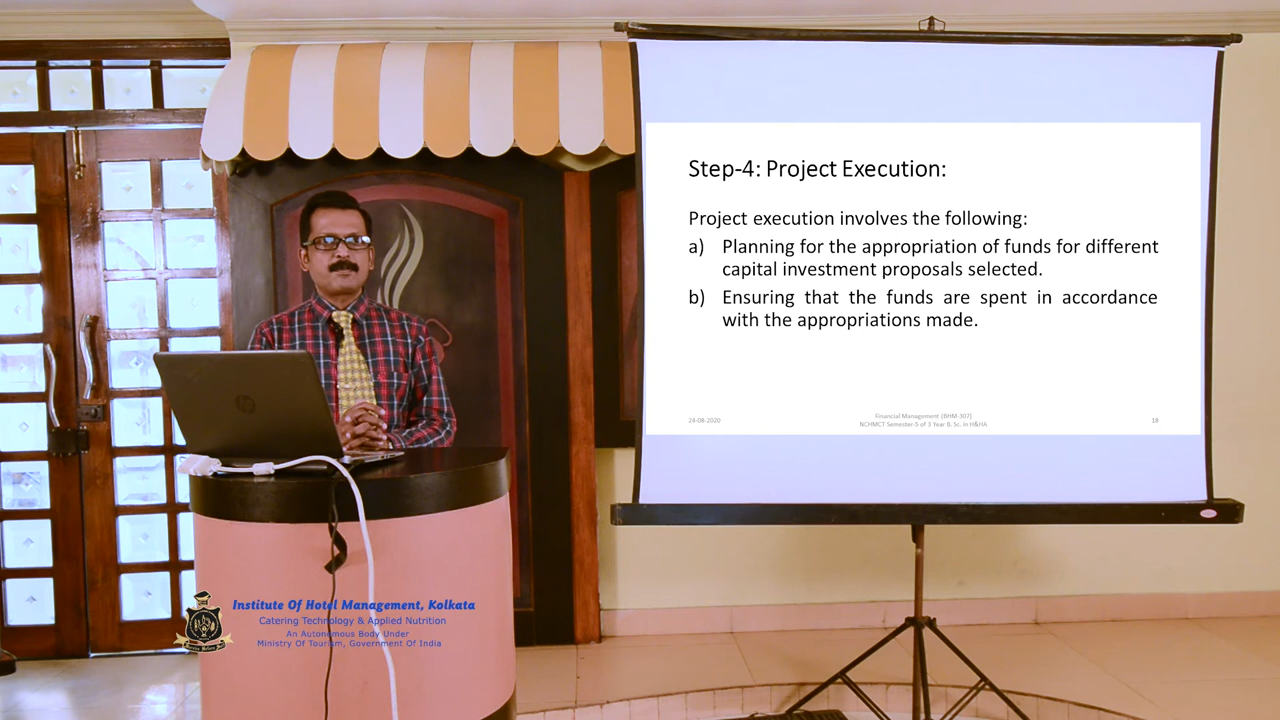 Step-4: Project Execution:
Project execution involves the following:
a) Planning for the appropriation of funds for different
capital investment proposals selected.
b) Ensuring that the funds are spent in accordance
with the appropriations made.
24-08-2020
Financial Management [BHM-307]
NCHMCT Semester-5 of 3 Year B. Sc. in H&HA
18
Institute Of Hotel Management, Kolkata
Catering Technology & Applied Nutrition
An Autonomous Body Under
Ministry Of Tourism, Government Of India